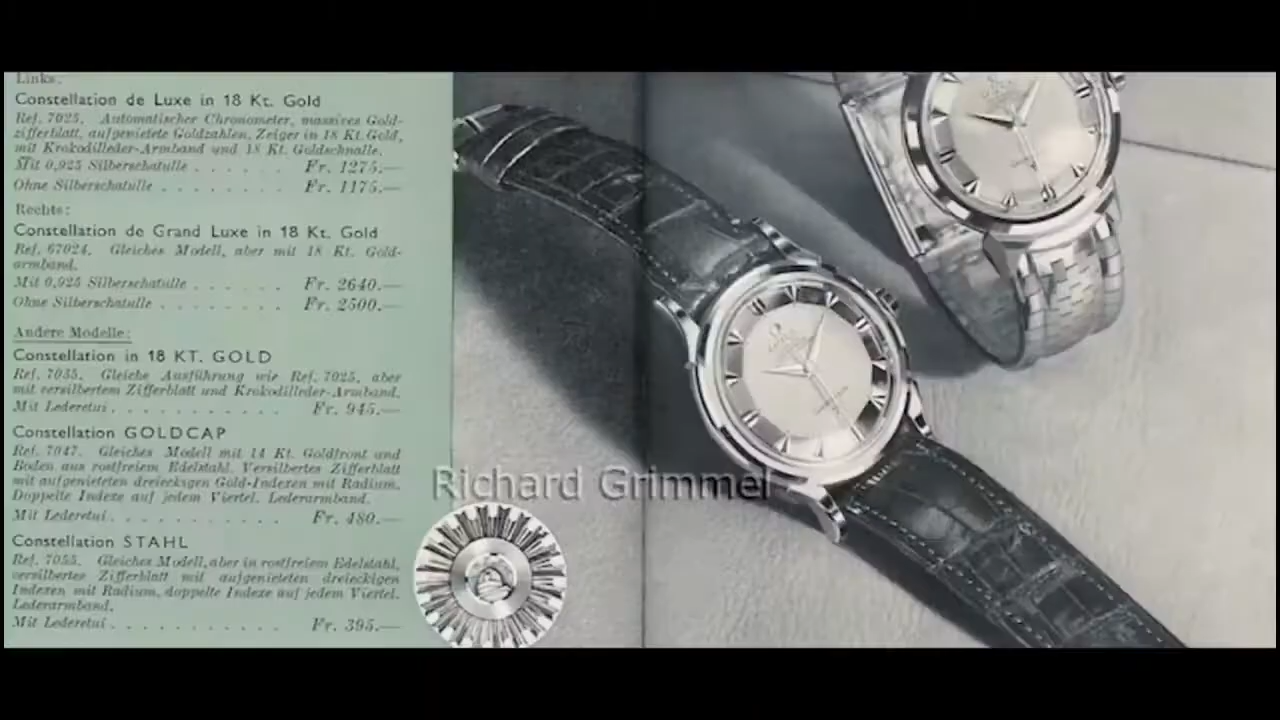 Links:
Constellation de Luxe in 18 Kt. Gold
Ref. 7025. Automatischer Chronometer, massives Gold-
zifferblatt, aufgenietete Goldzahlen, Zeiger in 18 Kt. Gold,
mit Krokodilleder-Armband und 18 Kt. Goldschnalle.
Mit 0,925 Silberschatulle . . . . . . Fr. 1275.—
Ohne Silberschatulle . . . . . . . . Fr. 1175.—
Rechts:
Constellation de Grand Luxe in 18 Kt. Gold
Ref. 67024. Gleiches Modell, aber mit 18 Kt. Gold-
armband.
Mit 0,925 Silberschatulle . . . . . . Fr. 2640.—
Ohne Silberschatulle . . . . . . . . Fr. 2500.—
Andere Modelle:
Constellation in 18 KT. GOLD
Ref. 7035. Gleiche Ausführung wie Ref. 7025, aber
mit versilbertem Zifferblatt und Krokodilleder-Armband.
Mit Lederetui . . . . . . . . . . . Fr. 945.—
Constellation GOLDCAP
Ref. 7047. Gleiches Modell mit 14 Kt. Goldfront und
Boden aus rostfreiem Edelstahl. Versilbertes Zifferblatt
mit aufgenieteten dreieckigen Gold-Indexen mit Radium.
Doppelte Indexe auf jedem Viertel. Lederarmband.
Mit Lederetui . . . . . . . . . . . Fr. 480.—
Constellation STAHL
Ref. 7055. Gleiches Modell, aber in rostfreiem Edelstahl,
versilbertes Zifferblatt mit aufgenieteten dreieckigen
Indexen mit Radium, doppelte Indexe auf jedem Viertel.
Lederarmband.
Mit Lederetui . . . . . . . . . . . Fr. 395.—
Richard Grimmel